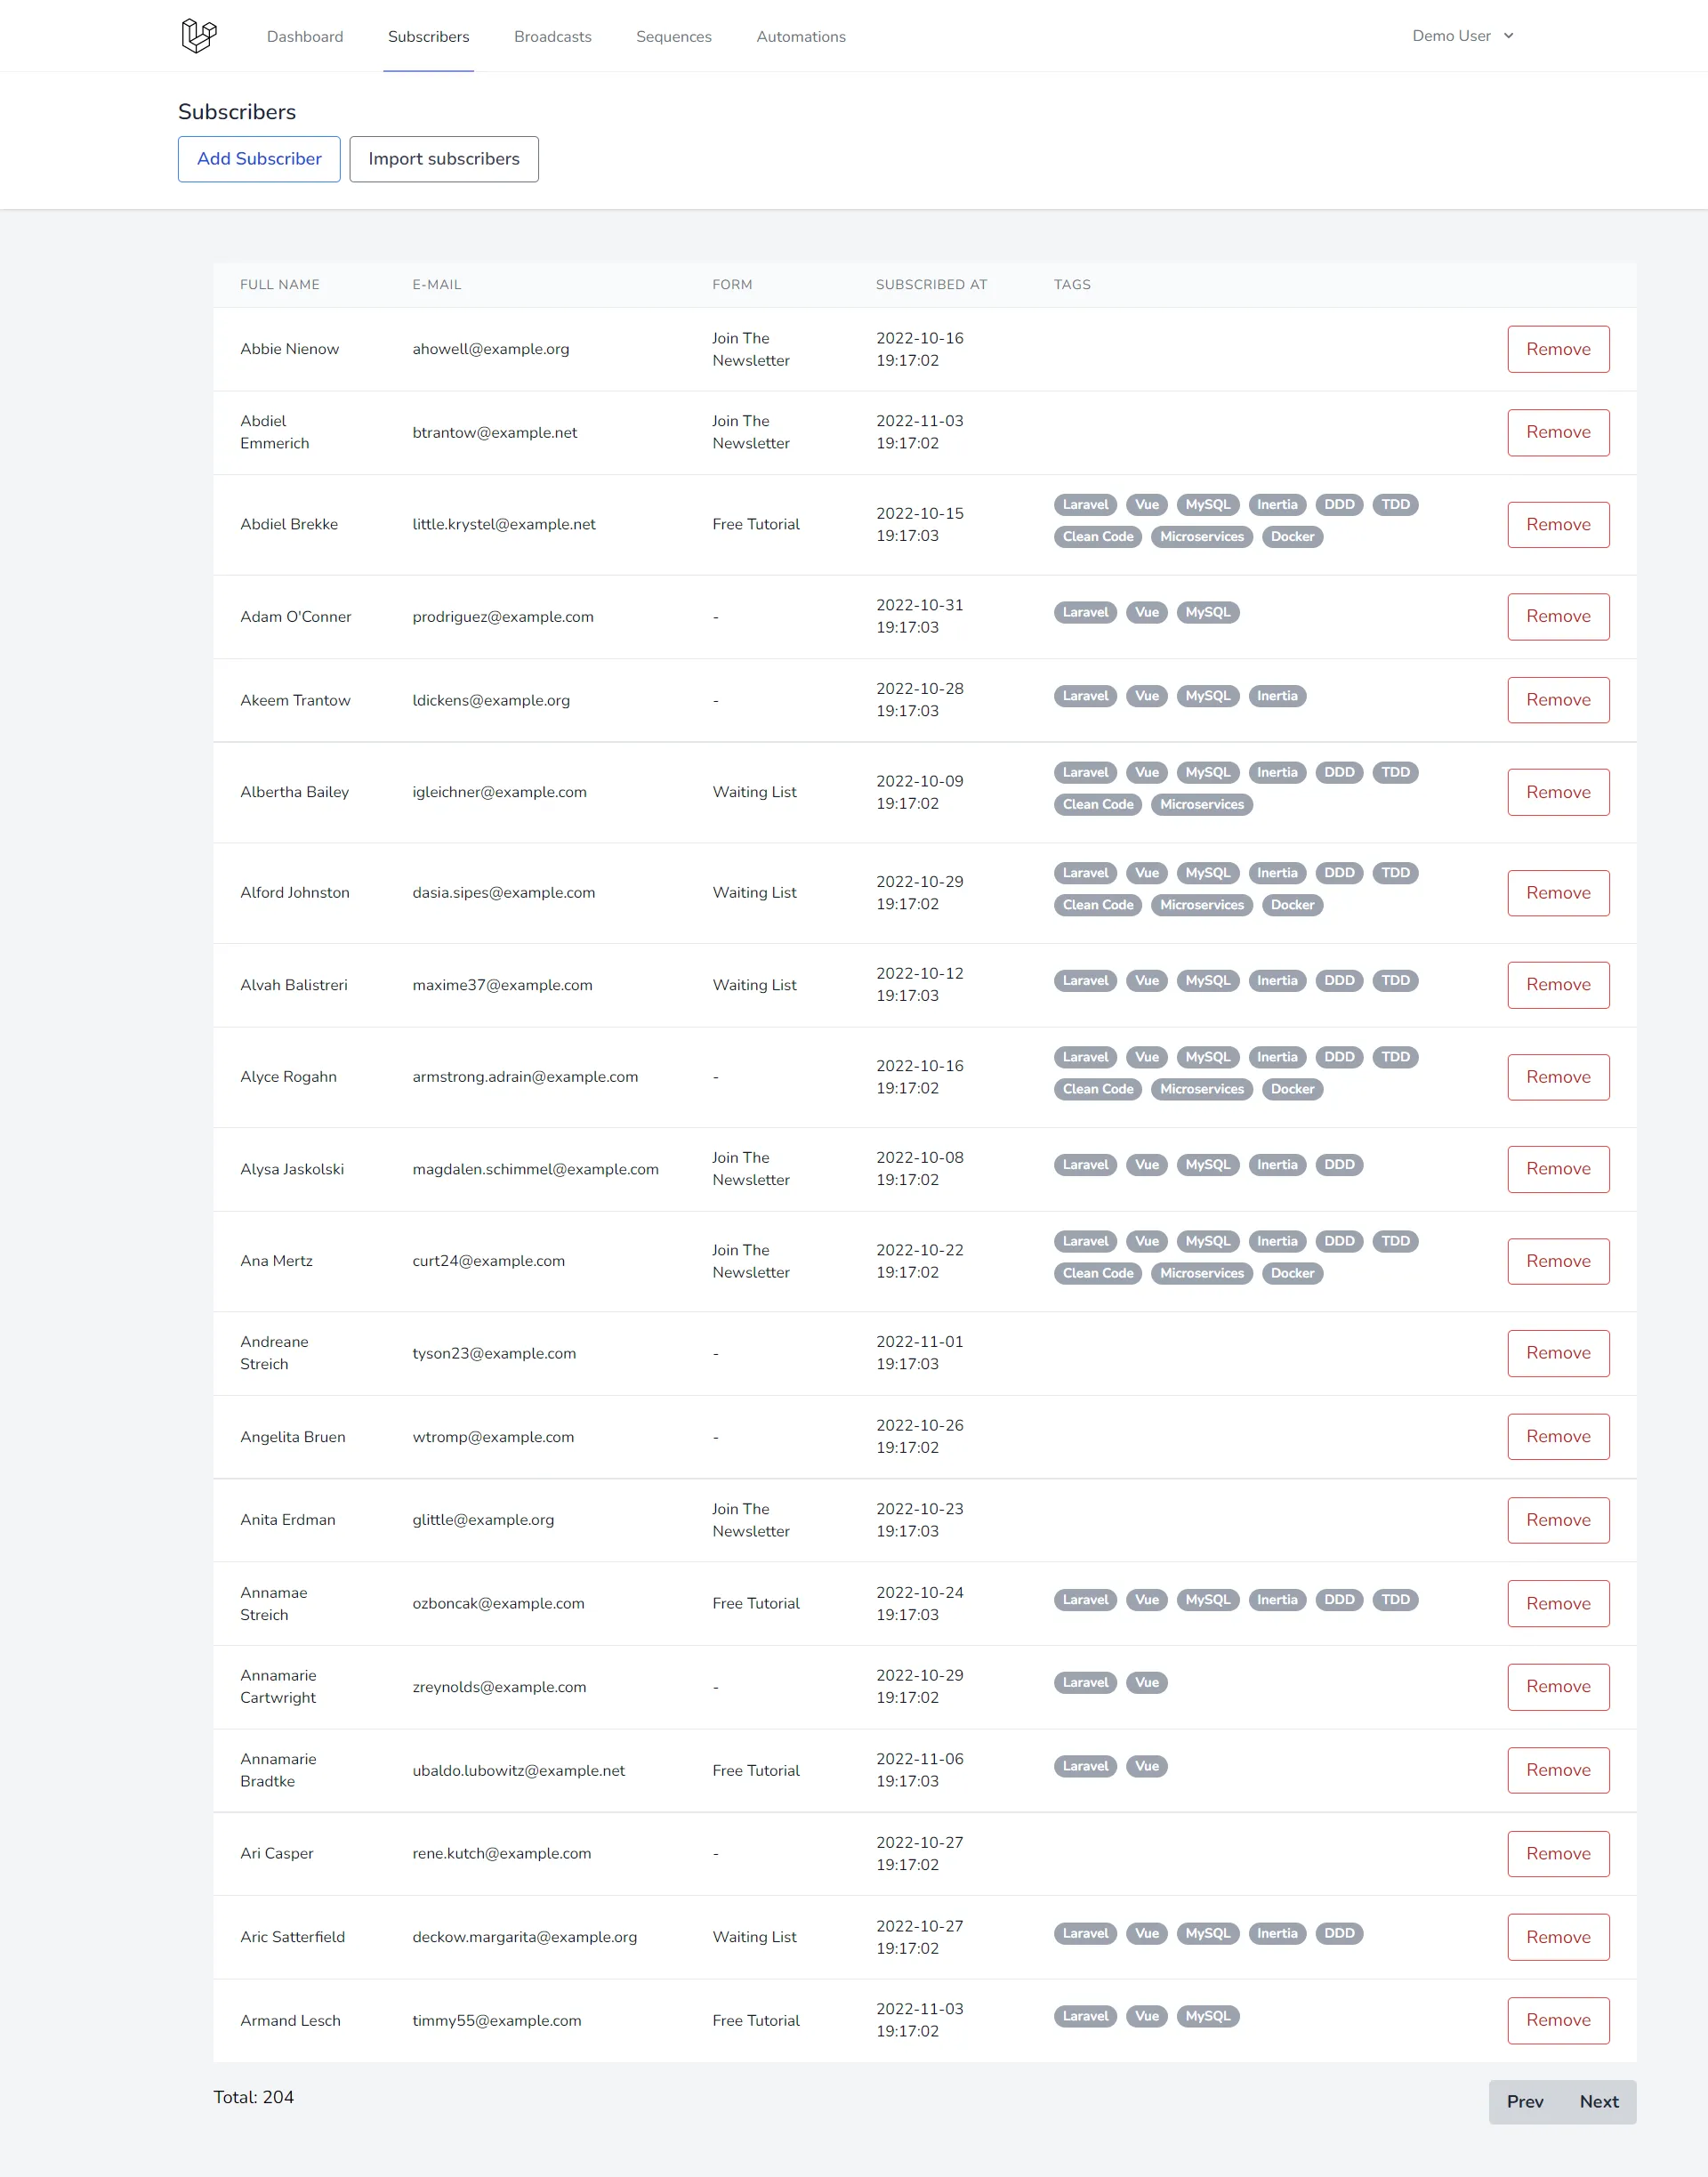 Dashboard Subscribers Broadcasts Sequences Automations Demo User
Subscribers
Add Subscriber Import subscribers
FULL NAME E-MAIL FORM SUBSCRIBED AT TAGS
Abbie Nienow ahowell@example.org Join The Newsletter 2022-10-16 19:17:02 Remove
Abdiel Emmerich btrantow@example.net Join The Newsletter 2022-11-03 19:17:02 Remove
Abdiel Brekke little.krystel@example.net Free Tutorial 2022-10-15 19:17:03 Laravel Vue MySQL Inertia DDD TDD Clean Code Microservices Docker Remove
Adam O'Conner prodriguez@example.com - 2022-10-31 19:17:03 Laravel Vue MySQL Remove
Akeem Trantow ldickens@example.org - 2022-10-28 19:17:03 Laravel Vue MySQL Inertia Remove
Albertha Bailey igleichner@example.com Waiting List 2022-10-09 19:17:02 Laravel Vue MySQL Inertia DDD TDD Clean Code Microservices Remove
Alford Johnston dasia.sipes@example.com Waiting List 2022-10-29 19:17:02 Laravel Vue MySQL Inertia DDD TDD Clean Code Microservices Docker Remove
Alvah Balistreri maxime37@example.com Waiting List 2022-10-12 19:17:03 Laravel Vue MySQL Inertia DDD TDD Remove
Alyce Rogahn armstrong.adrain@example.com - 2022-10-16 19:17:02 Laravel Vue MySQL Inertia DDD TDD Clean Code Microservices Docker Remove
Alysa Jaskolski magdalen.schimmel@example.com Join The Newsletter 2022-10-08 19:17:02 Laravel Vue MySQL Inertia DDD Remove
Ana Mertz curt24@example.com Join The Newsletter 2022-10-22 19:17:02 Laravel Vue MySQL Inertia DDD TDD Clean Code Microservices Docker Remove
Andreane Streich tyson23@example.com - 2022-11-01 19:17:03 Remove
Angelita Bruen wtromp@example.com - 2022-10-26 19:17:02 Remove
Anita Erdman glittle@example.org Join The Newsletter 2022-10-23 19:17:03 Remove
Annamae Streich ozboncak@example.com Free Tutorial 2022-10-24 19:17:03 Laravel Vue MySQL Inertia DDD TDD Remove
Annamarie Cartwright zreynolds@example.com - 2022-10-29 19:17:02 Laravel Vue Remove
Annamarie Bradtke ubaldo.lubowitz@example.net Free Tutorial 2022-11-06 19:17:03 Laravel Vue Remove
Ari Casper rene.kutch@example.com - 2022-10-27 19:17:02 Remove
Aric Satterfield deckow.margarita@example.org Waiting List 2022-10-27 19:17:02 Laravel Vue MySQL Inertia DDD Remove
Armand Lesch timmy55@example.com Free Tutorial 2022-11-03 19:17:02 Laravel Vue MySQL Remove
Total: 204 Prev Next